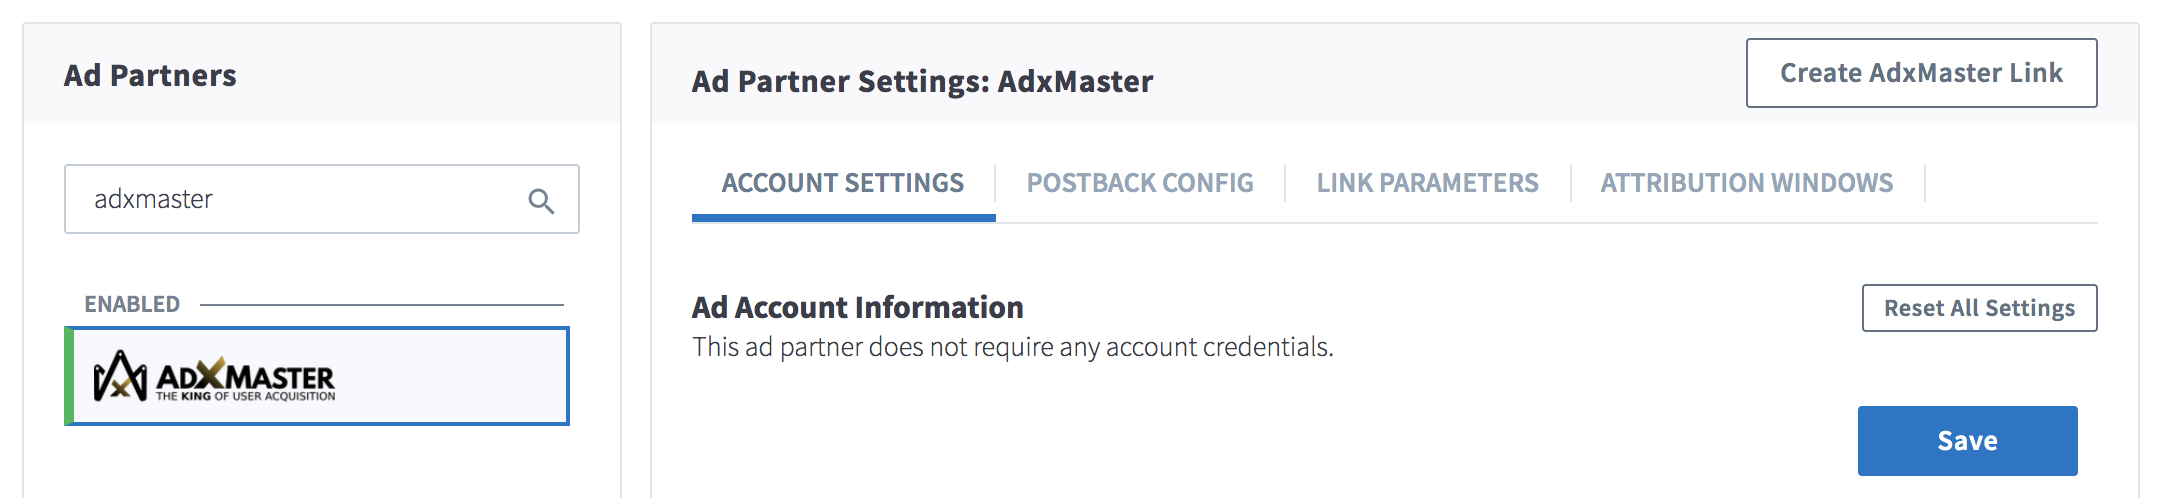 Ad Partners
adxmaster
ENABLED
ADXMASTER
THE KING OF USER ACQUISITION
Ad Partner Settings: AdxMaster
Create AdxMaster Link
ACCOUNT SETTINGS
POSTBACK CONFIG
LINK PARAMETERS
ATTRIBUTION WINDOWS
Ad Account Information
Reset All Settings
This ad partner does not require any account credentials.
Save